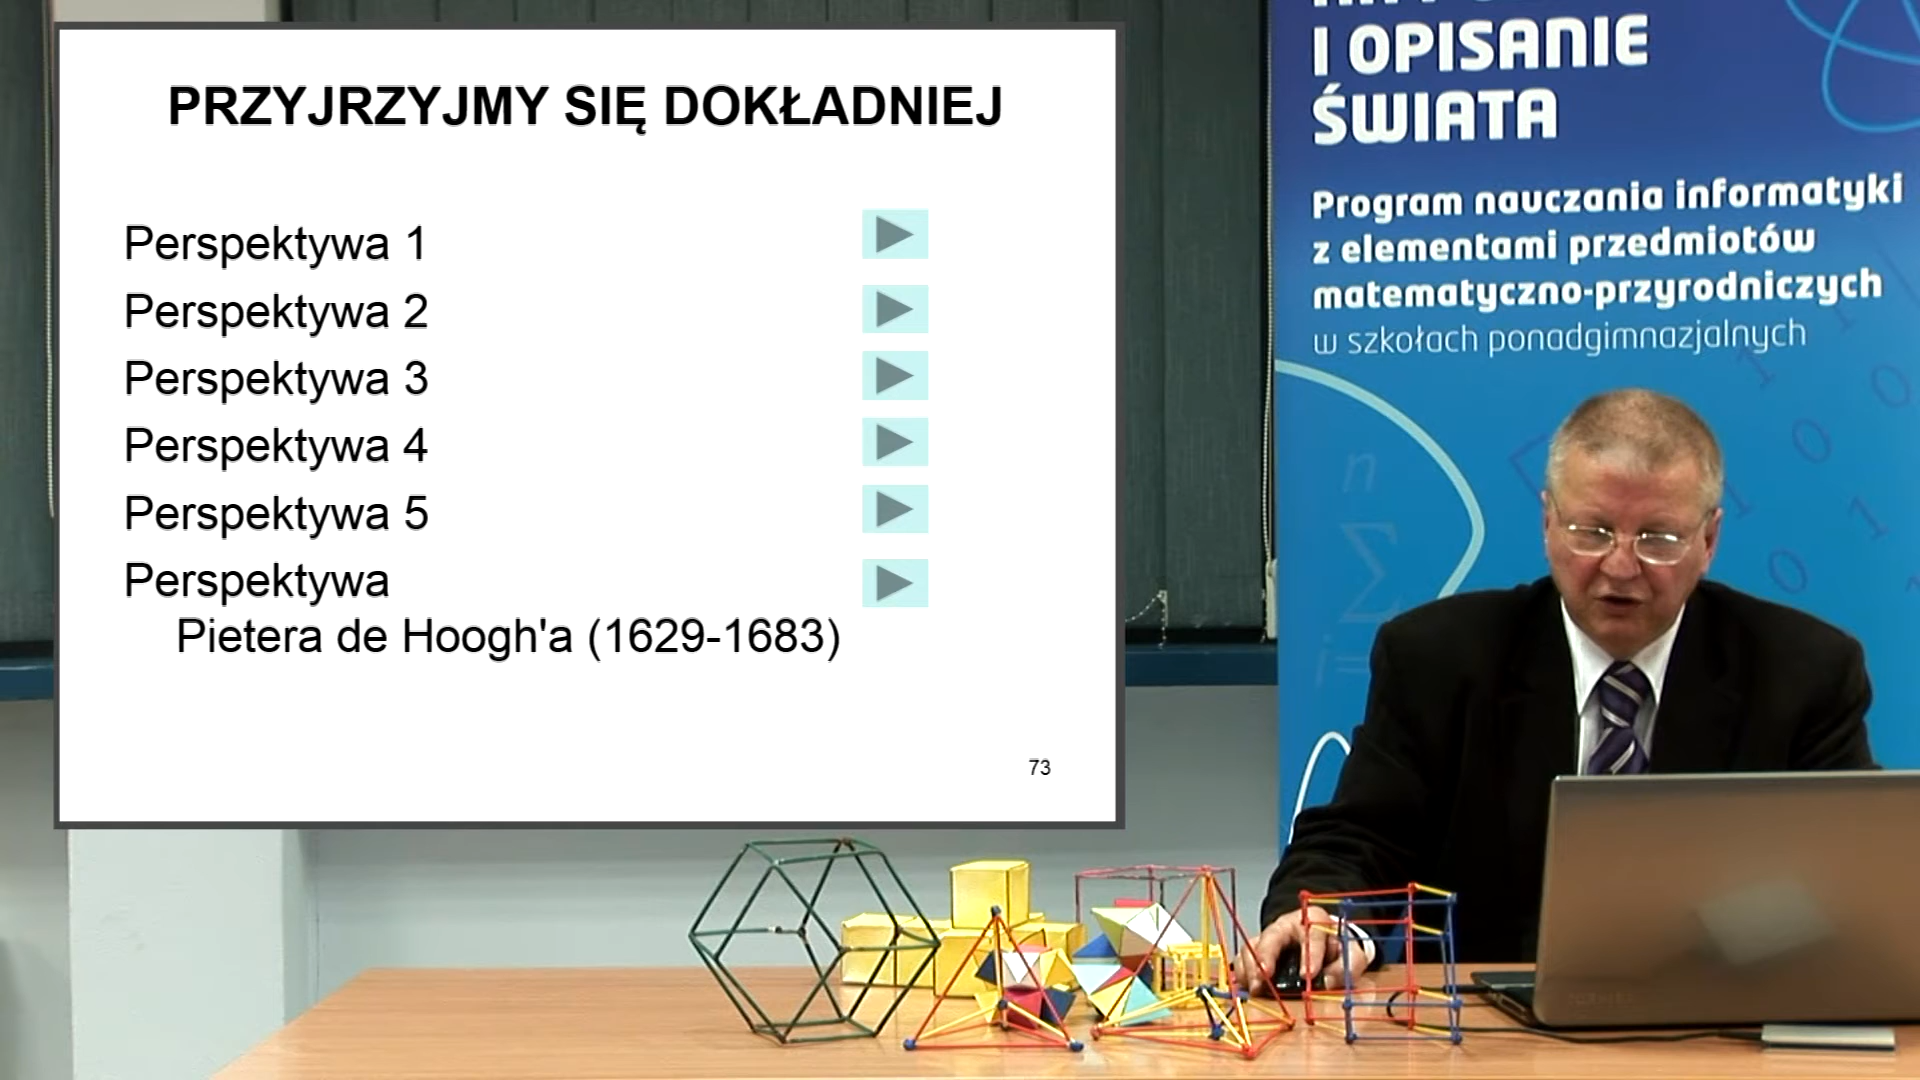 PRZYJRZYJMY SIĘ DOKŁADNIEJ
Perspektywa 1
Perspektywa 2
Perspektywa 3
Perspektywa 4
Perspektywa 5
Perspektywa
Pietera de Hoogh'a (1629-1683)
73
I OPISANIE
ŚWIATA
Program nauczania informatyki
z elementami przedmiotów
matematyczno-przyrodniczych
w szkołach ponadgimnazjalnych